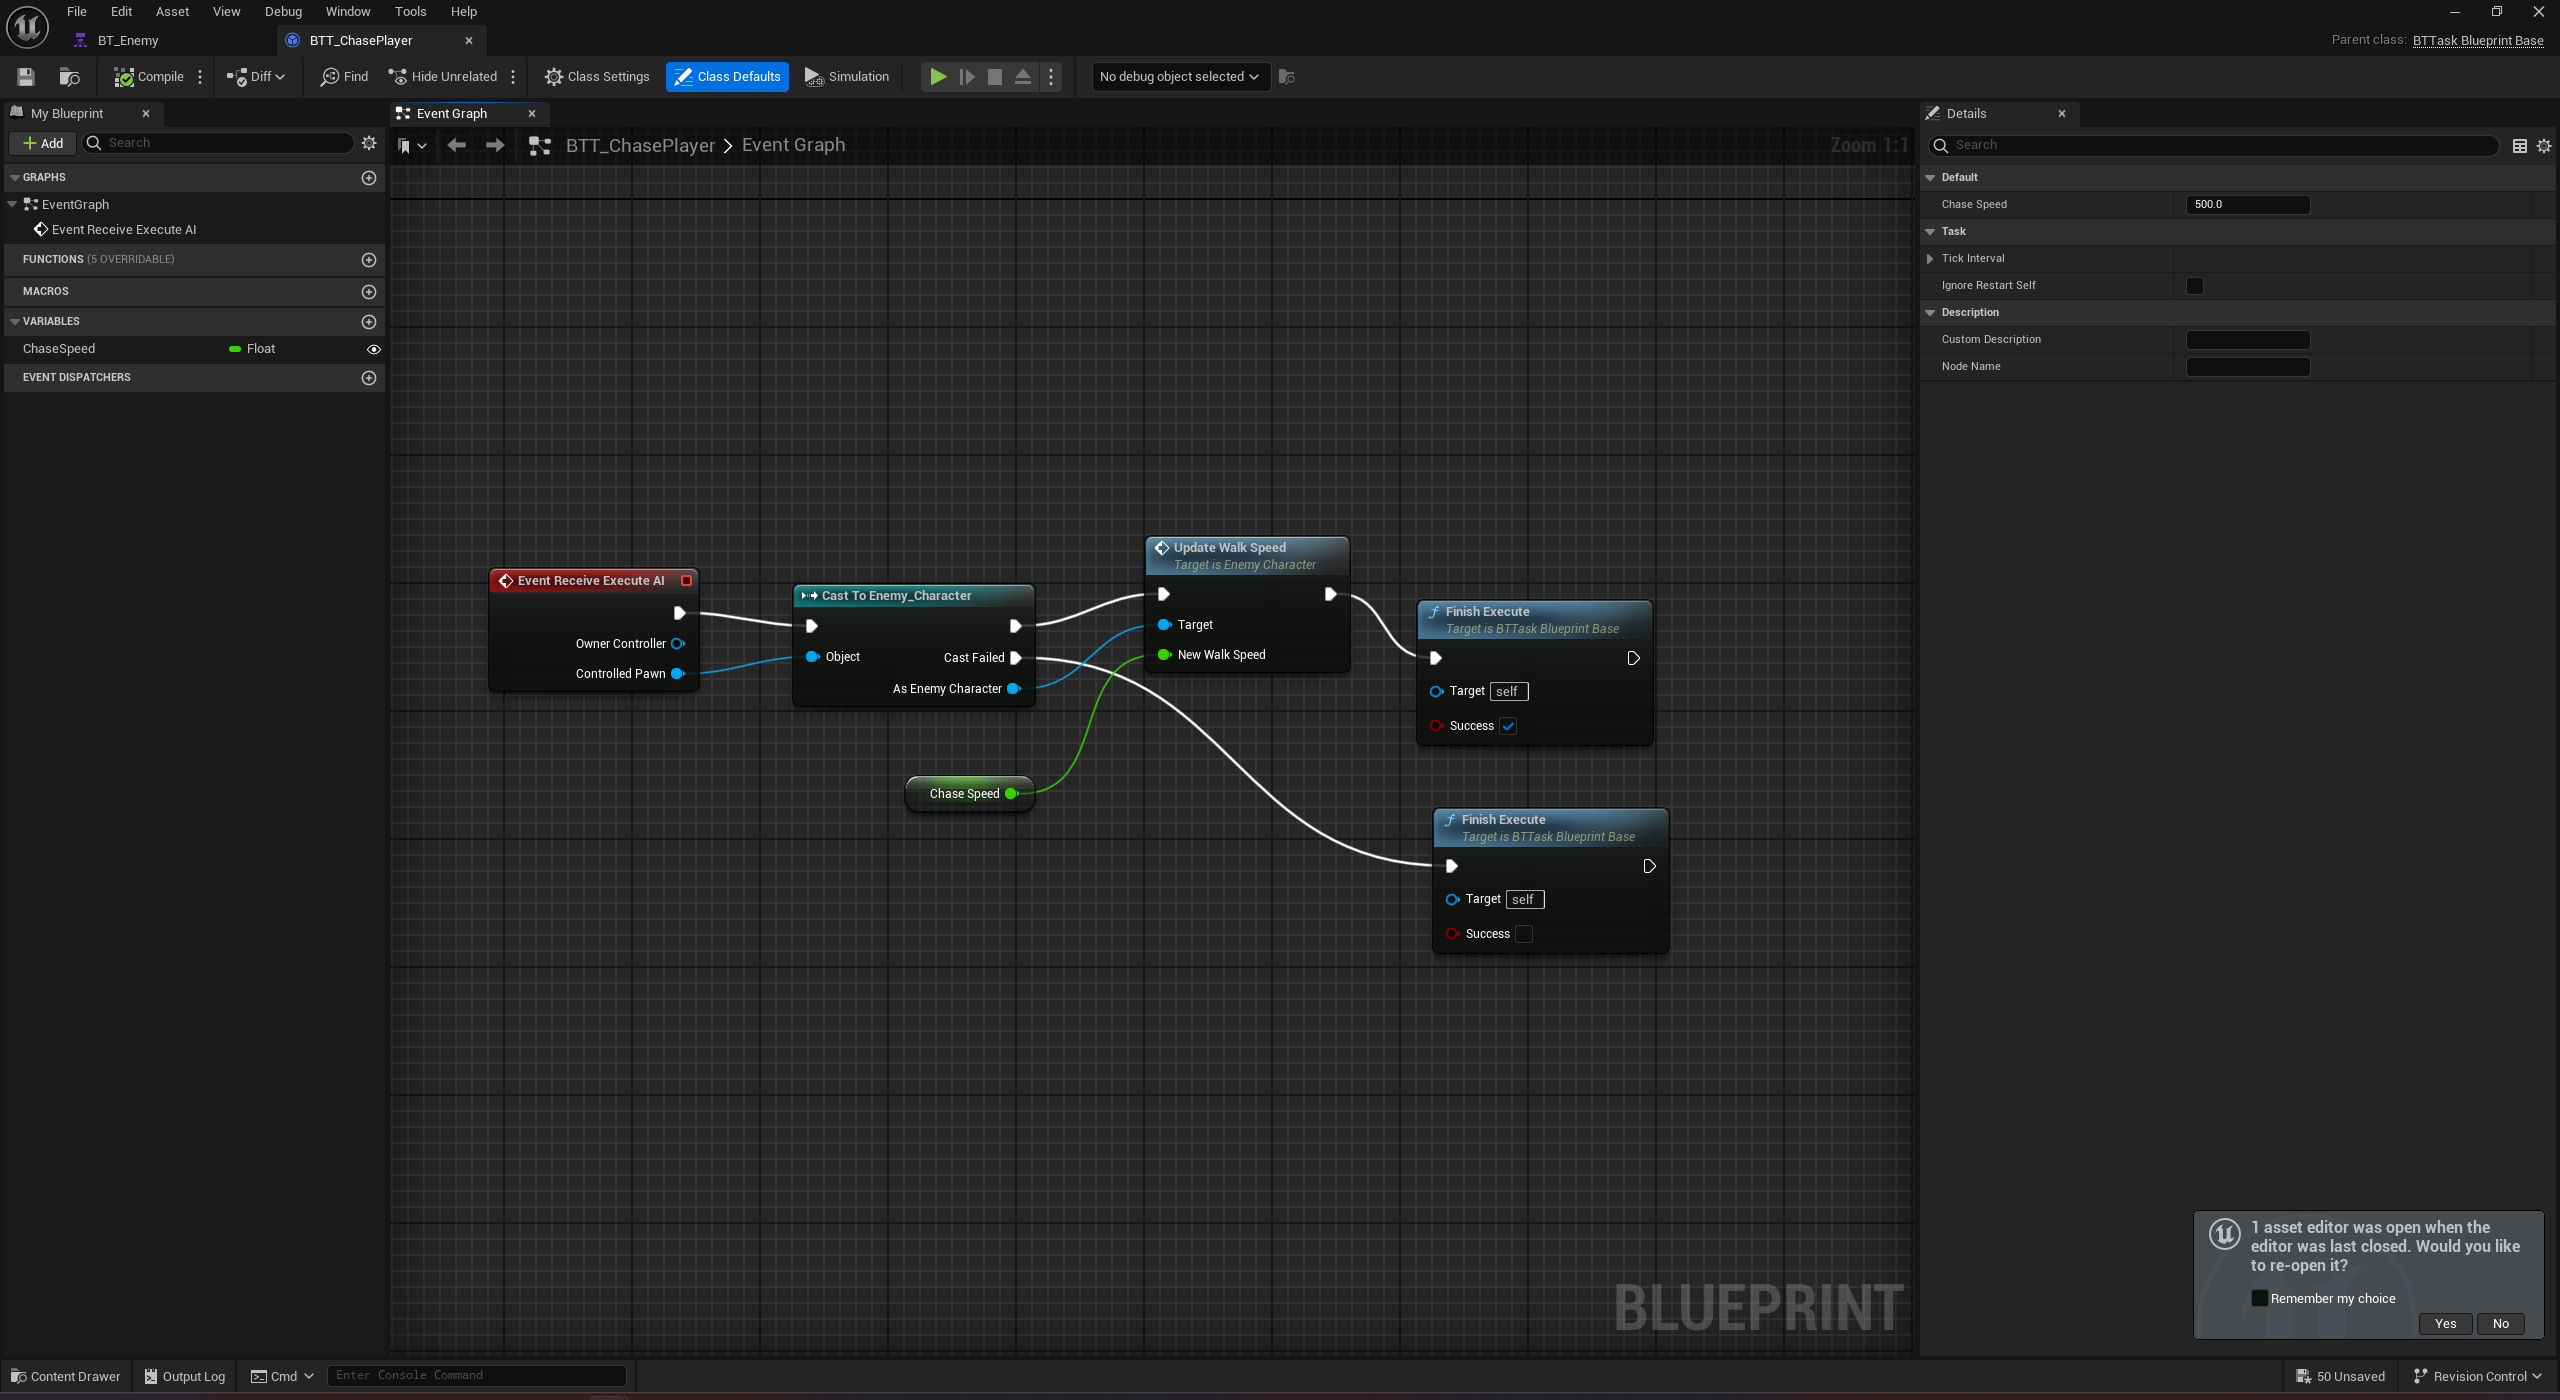 File Edit Asset View Debug Window Tools Help
BT_Enemy
BTT_ChasePlayer
Parent class: BTTask Blueprint Base
Compile
Diff
Find
Hide Unrelated
Class Settings
Class Defaults
Simulation
No debug object selected
My Blueprint
Add
Search
GRAPHS
EventGraph
Event Receive Execute AI
FUNCTIONS (5 OVERRIDABLE)
MACROS
VARIABLES
ChaseSpeed Float
EVENT DISPATCHERS
Event Graph
BTT_ChasePlayer > Event Graph
Zoom 1:1
Event Receive Execute AI
Owner Controller
Controlled Pawn
Cast To Enemy_Character
Object
Cast Failed
As Enemy Character
Chase Speed
Update Walk Speed
Target is Enemy Character
Target
New Walk Speed
Finish Execute
Target is BTTask Blueprint Base
Target self
Success
Finish Execute
Target is BTTask Blueprint Base
Target self
Success
BLUEPRINT
Details
Search
Default
Chase Speed 500.0
Task
Tick Interval
Ignore Restart Self
Description
Custom Description
Node Name
1 asset editor was open when the
editor was last closed. Would you like
to re-open it?
Remember my choice
Yes No
Content Drawer
Output Log
Cmd
Enter Console Command
50 Unsaved
Revision Control